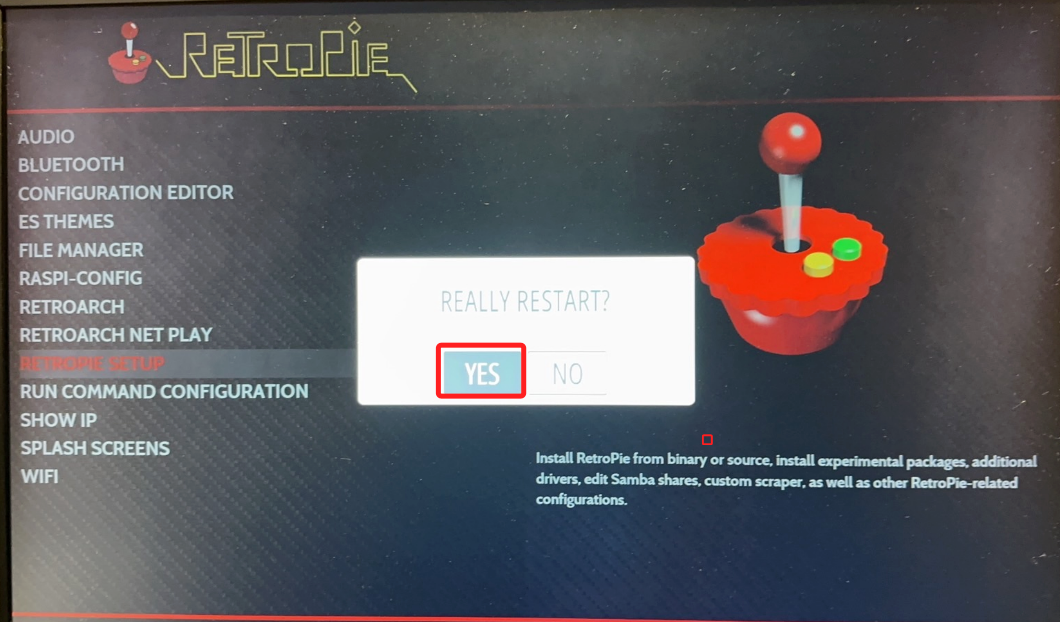 RETROPIE
AUDIO
BLUETOOTH
CONFIGURATION EDITOR
ES THEMES
FILE MANAGER
RASPI-CONFIG
RETROARCH
RETROARCH NET PLAY
RETROPIE SETUP
RUN COMMAND CONFIGURATION
SHOW IP
SPLASH SCREENS
WIFI
REALLY RESTART?
YES NO
Install RetroPie from binary or source, install experimental packages, additional
drivers, edit Samba shares, custom scraper, as well as other RetroPie-related
configurations.